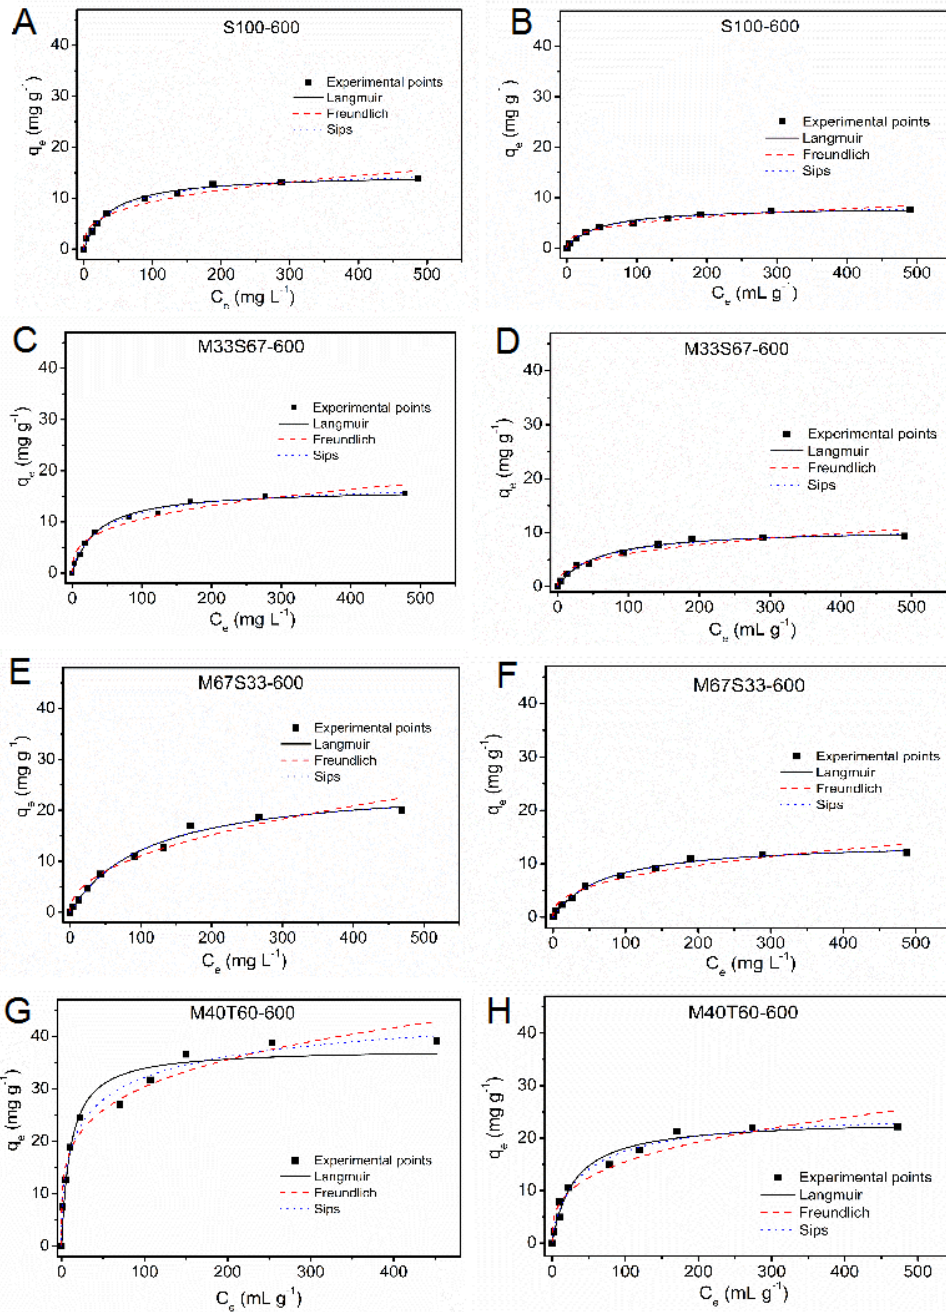 A
S100-600
40
30
20
10
0
qe (mg g-1)
Experimental points
Langmuir
Freundlich
Sips
0 100 200 300 400 500
Ce (mg L-1)
B
S100-600
40
30
20
10
0
qe (mg g-1)
Experimental points
Langmuir
Freundlich
Sips
0 100 200 300 400 500
Ce (mL g-1)
C
M33S67-600
40
30
20
10
0
qe (mg g-1)
Experimental points
Langmuir
Freundlich
Sips
0 100 200 300 400 500
Ce (mg L-1)
D
M33S67-600
40
30
20
10
0
qe (mg g-1)
Experimental points
Langmuir
Freundlich
Sips
0 100 200 300 400 500
Ce (mL g-1)
E
M67S33-600
40
30
20
10
0
qe (mg g-1)
Experimental points
Langmuir
Freundlich
Sips
0 100 200 300 400 500
Ce (mg L-1)
F
M67S33-600
40
30
20
10
0
qe (mg g-1)
Experimental points
Langmuir
Freundlich
Sips
0 100 200 300 400 500
Ce (mg L-1)
G
M40T60-600
40
30
20
10
0
qe (mg g-1)
Experimental points
Langmuir
Freundlich
Sips
0 100 200 300 400
Ce (mL g-1)
H
M40T60-600
40
30
20
10
0
qe (mg g-1)
Experimental points
Langmuir
Freundlich
Sips
0 100 200 300 400 500
Ce (mL g-1)